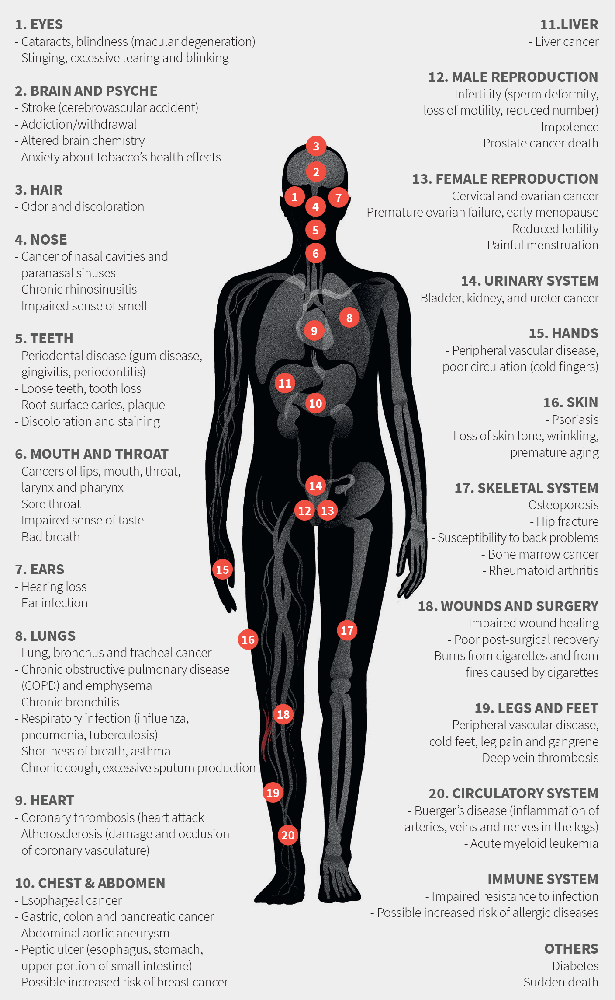 1. EYES
- Cataracts, blindness (macular degeneration)
- Stinging, excessive tearing and blinking
2. BRAIN AND PSYCHE
- Stroke (cerebrovascular accident)
- Addiction/withdrawal
- Altered brain chemistry
- Anxiety about tobacco’s health effects
3. HAIR
- Odor and discoloration
4. NOSE
- Cancer of nasal cavities and
paranasal sinuses
- Chronic rhinosinusitis
- Impaired sense of smell
5. TEETH
- Periodontal disease (gum disease,
gingivitis, periodontitis)
- Loose teeth, tooth loss
- Root-surface caries, plaque
- Discoloration and staining
6. MOUTH AND THROAT
- Cancers of lips, mouth, throat,
larynx and pharynx
- Sore throat
- Impaired sense of taste
- Bad breath
7. EARS
- Hearing loss
- Ear infection
8. LUNGS
- Lung, bronchus and tracheal cancer
- Chronic obstructive pulmonary disease
(COPD) and emphysema
- Chronic bronchitis
- Respiratory infection (influenza,
pneumonia, tuberculosis)
- Shortness of breath, asthma
- Chronic cough, excessive sputum production
9. HEART
- Coronary thrombosis (heart attack
- Atherosclerosis (damage and occlusion
of coronary vasculature)
10. CHEST & ABDOMEN
- Esophageal cancer
- Gastric, colon and pancreatic cancer
- Abdominal aortic aneurysm
- Peptic ulcer (esophagus, stomach,
upper portion of small intestine)
- Possible increased risk of breast cancer
3
2
1
7
4
5
6
8
9
11
10
14
12
13
15
17
16
18
19
20
11.LIVER
- Liver cancer
12. MALE REPRODUCTION
- Infertility (sperm deformity,
loss of motility, reduced number)
- Impotence
- Prostate cancer death
13. FEMALE REPRODUCTION
- Cervical and ovarian cancer
- Premature ovarian failure, early menopause
- Reduced fertility
- Painful menstruation
14. URINARY SYSTEM
- Bladder, kidney, and ureter cancer
15. HANDS
- Peripheral vascular disease,
poor circulation (cold fingers)
16. SKIN
- Psoriasis
- Loss of skin tone, wrinkling,
premature aging
17. SKELETAL SYSTEM
- Osteoporosis
- Hip fracture
- Susceptibility to back problems
- Bone marrow cancer
- Rheumatoid arthritis
18. WOUNDS AND SURGERY
- Impaired wound healing
- Poor post-surgical recovery
- Burns from cigarettes and from
fires caused by cigarettes
19. LEGS AND FEET
- Peripheral vascular disease,
cold feet, leg pain and gangrene
- Deep vein thrombosis
20. CIRCULATORY SYSTEM
- Buerger’s disease (inflammation of
arteries, veins and nerves in the legs)
- Acute myeloid leukemia
IMMUNE SYSTEM
- Impaired resistance to infection
- Possible increased risk of allergic diseases
OTHERS
- Diabetes
- Sudden death